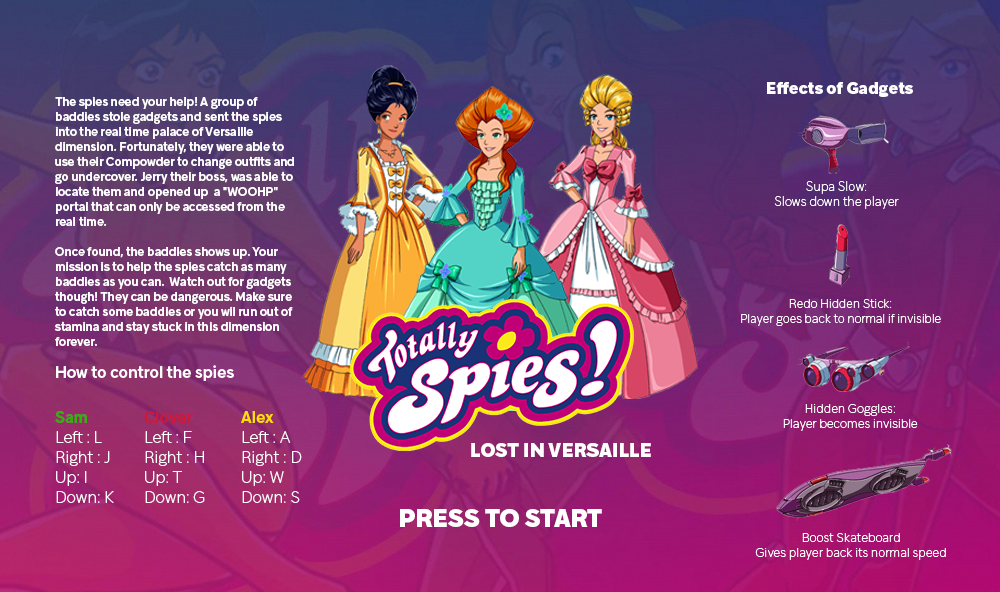 The spies need your help! A group of
baddies stole gadgets and sent the spies
into the real time palace of Versaille
dimension. Fortunately, they were able to
use their Compowder to change outfits and
go undercover. Jerry their boss, was able to
locate them and opened up a "WOOHP"
portal that can only be accessed from the
real time.
Once found, the baddies shows up. Your
mission is to help the spies catch as many
baddies as you can. Watch out for gadgets
though! They can be dangerous. Make sure
to catch some baddies or you will run out of
stamina and stay stuck in this dimension
forever.
How to control the spies
Sam
Left : L
Right : J
Up: I
Down: K
Clover
Left : F
Right : H
Up: T
Down: G
Alex
Left : A
Right : D
Up: W
Down: S
Totally
Spies!
LOST IN VERSAILLE
PRESS TO START
Effects of Gadgets
Supa Slow:
Slows down the player
Redo Hidden Stick:
Player goes back to normal if invisible
Hidden Goggles:
Player becomes invisible
Boost Skateboard
Gives player back its normal speed